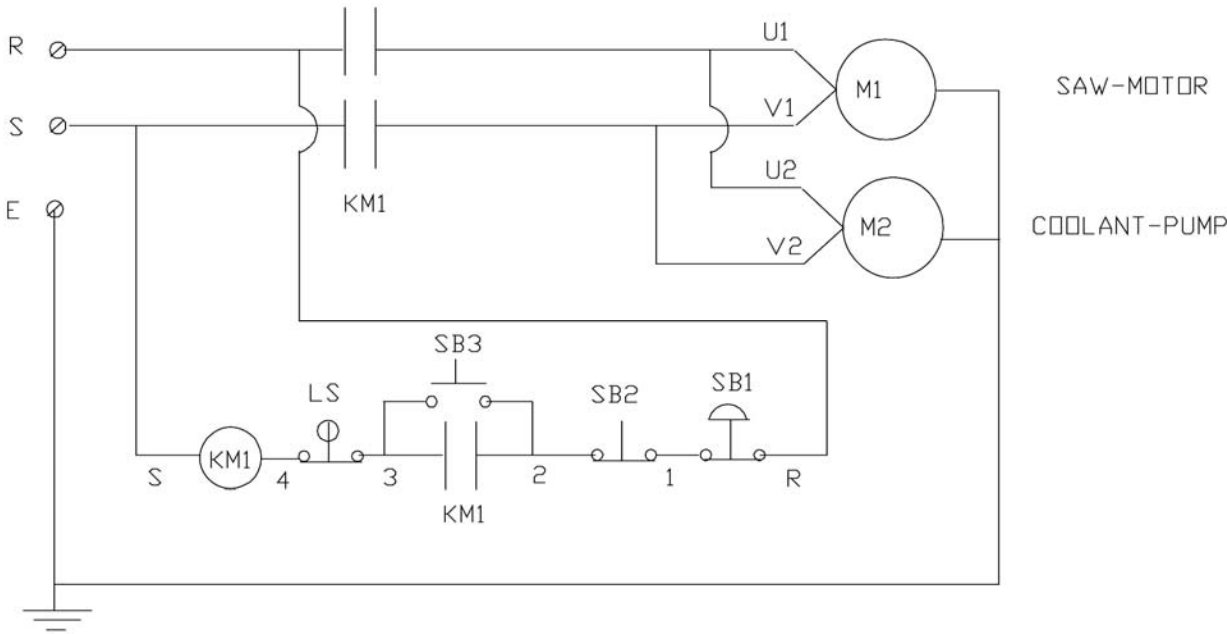 R
U1
M1
SAW-MOTOR
S
V1
KM1
U2
E
M2
COOLANT-PUMP
V2
SB3
LS
SB2
SB1
KM1
S
4
3
2
1
R
KM1